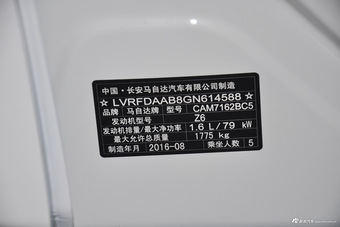 中国·长安马自达汽车有限公司制造
☆ LVRFDAAB8GN614588 ☆
品牌 马自达牌 型号 CAM7162BC5
发动机型号 Z6
发动机排量/最大净功率 1.6 L/79 kW
最大允许总质量 1775 kg
制造年月 2016-08 乘坐人数 5